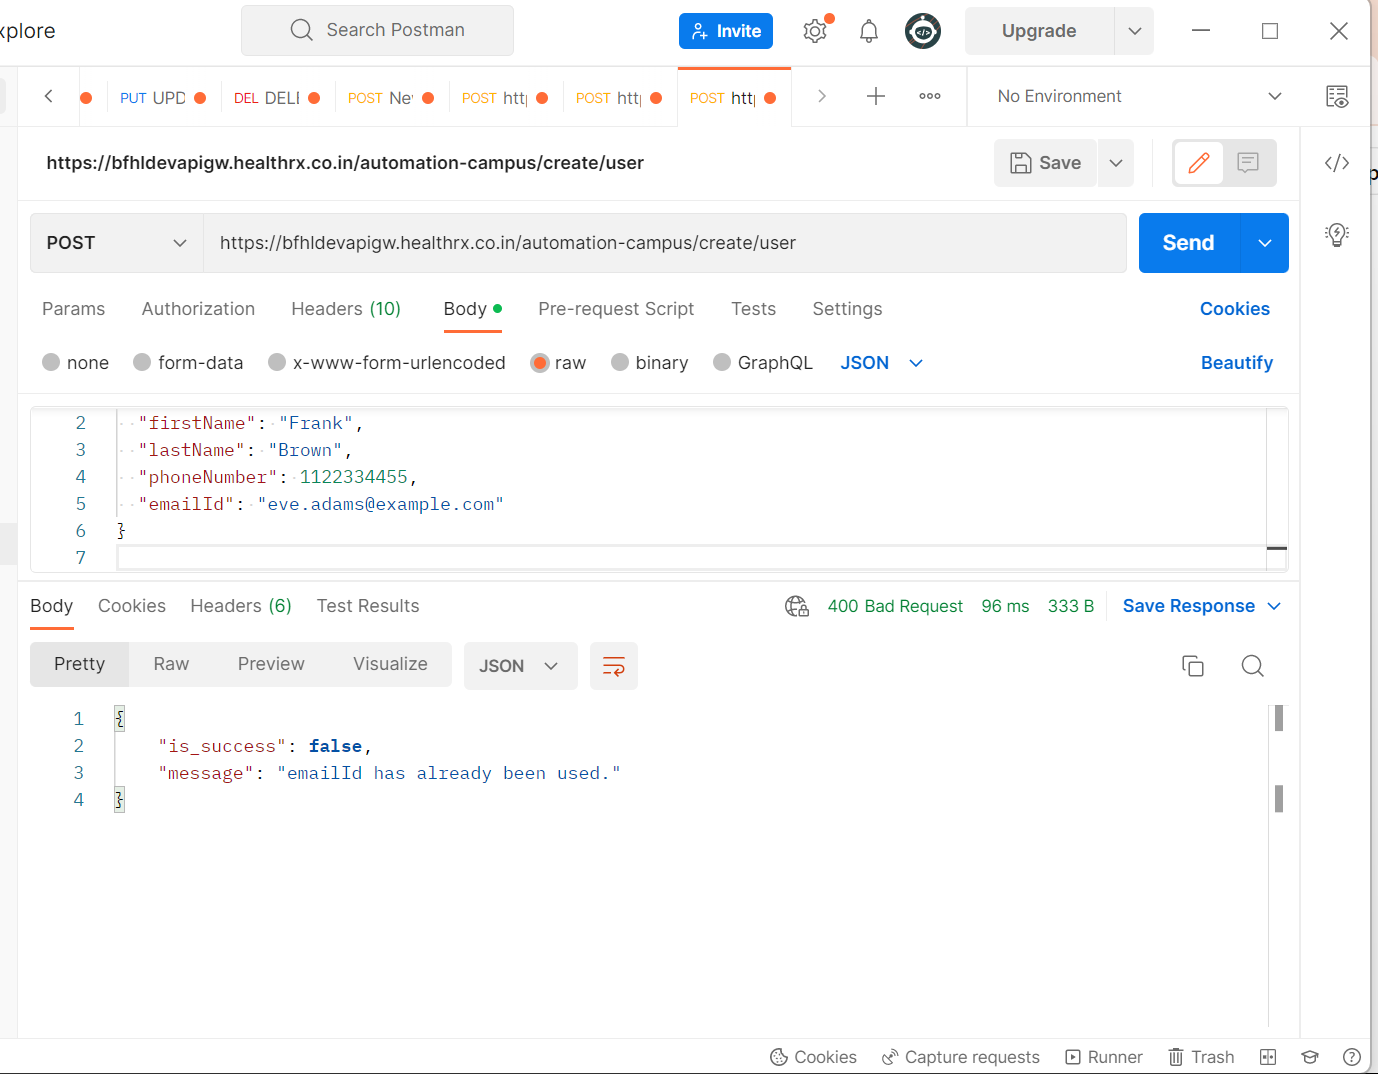 xplore
Search Postman
Invite
Upgrade
PUT UPD
DEL DELE
POST Ne
POST htt
POST htt
POST htt
No Environment
https://bfhldevapigw.healthrx.co.in/automation-campus/create/user
Save
POST
https://bfhldevapigw.healthrx.co.in/automation-campus/create/user
Send
Params Authorization Headers (10) Body Pre-request Script Tests Settings Cookies
none form-data x-www-form-urlencoded raw binary GraphQL JSON Beautify
2 "firstName": "Frank",
3 "lastName": "Brown",
4 "phoneNumber": 1122334455,
5 "emailId": "eve.adams@example.com"
6 }
7
Body Cookies Headers (6) Test Results 400 Bad Request 96 ms 333 B Save Response
Pretty Raw Preview Visualize JSON
1 {
2 "is_success": false,
3 "message": "emailId has already been used."
4 }
Cookies Capture requests Runner Trash